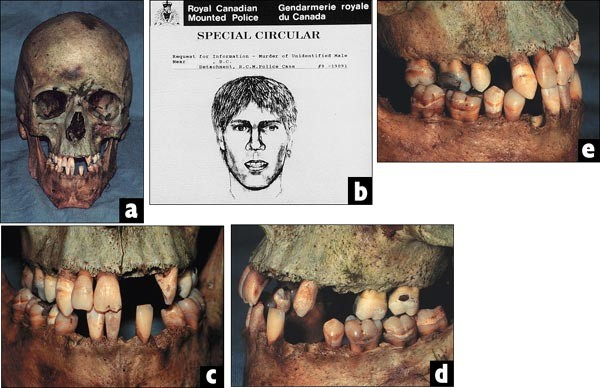 Royal Canadian Mounted Police
Gendarmerie royale du Canada
SPECIAL CIRCULAR
Request for Information - Murder of Unidentified Male
Near , B.C.
Detachment, R.C.M.Police Case
a
b
e
c
d